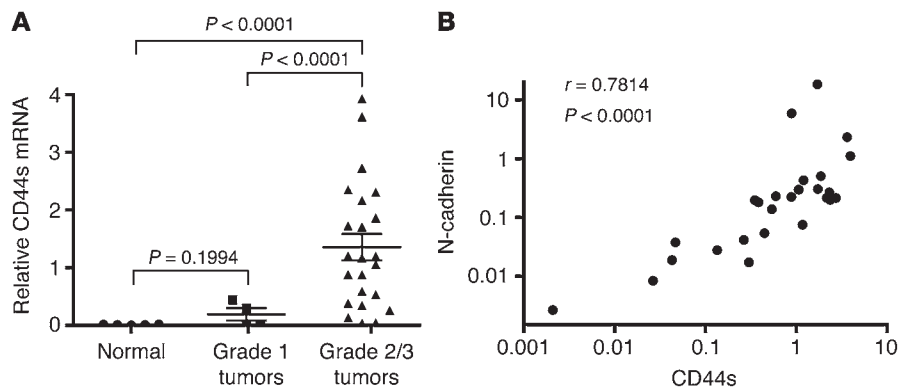 A
P < 0.0001
P < 0.0001
Relative CD44s mRNA
4
3
2
1
0
P = 0.1994
Normal
Grade 1
tumors
Grade 2/3
tumors
B
r = 0.7814
P < 0.0001
N-cadherin
10
1
0.1
0.01
0.001
0.01
0.1
1
10
CD44s